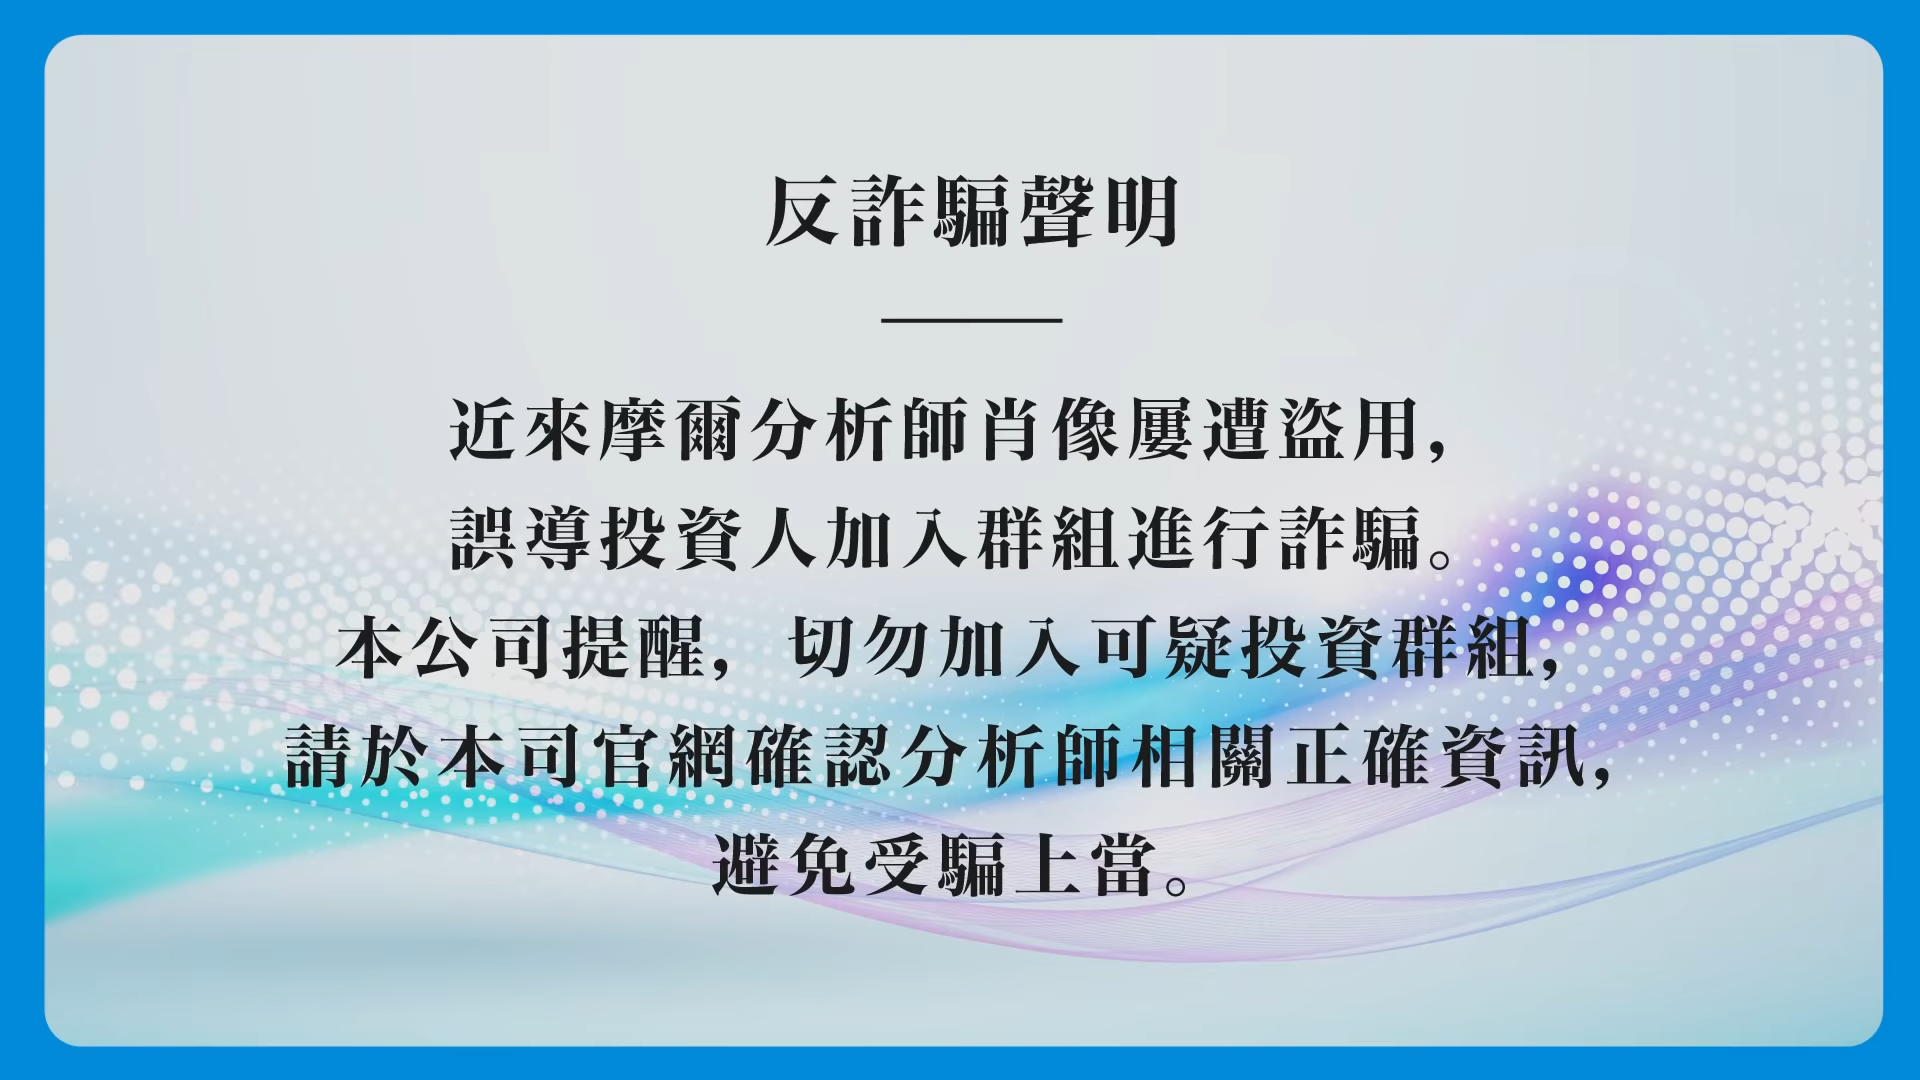 反詐騙聲明
近來摩爾分析師肖像屢遭盜用，
誤導投資人加入群組進行詐騙。
本公司提醒，切勿加入可疑投資群組，
請於本司官網確認分析師相關正確資訊，
避免受騙上當。